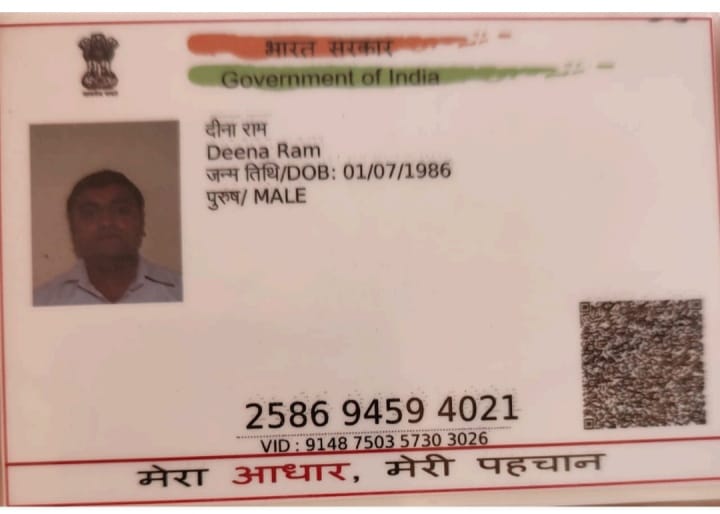 भारत सरकार
Government of India
दीना राम
Deena Ram
जन्म तिथि/DOB: 01/07/1986
पुरुष/ MALE
2586 9459 4021
VID : 9148 7503 5730 3026
मेरा आधार, मेरी पहचान